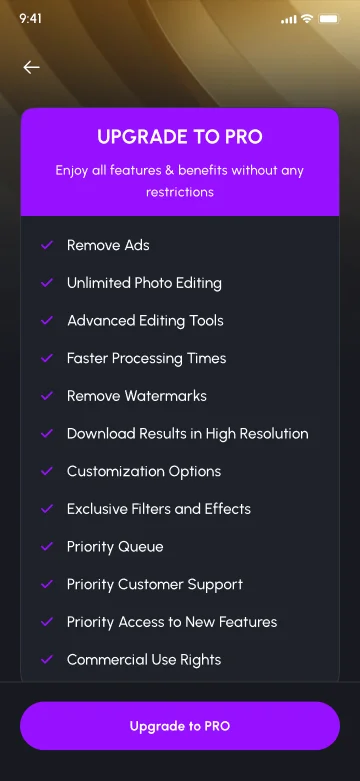 9:41
UPGRADE TO PRO
Enjoy all features & benefits without any
restrictions
Remove Ads
Unlimited Photo Editing
Advanced Editing Tools
Faster Processing Times
Remove Watermarks
Download Results in High Resolution
Customization Options
Exclusive Filters and Effects
Priority Queue
Priority Customer Support
Priority Access to New Features
Commercial Use Rights
Upgrade to PRO